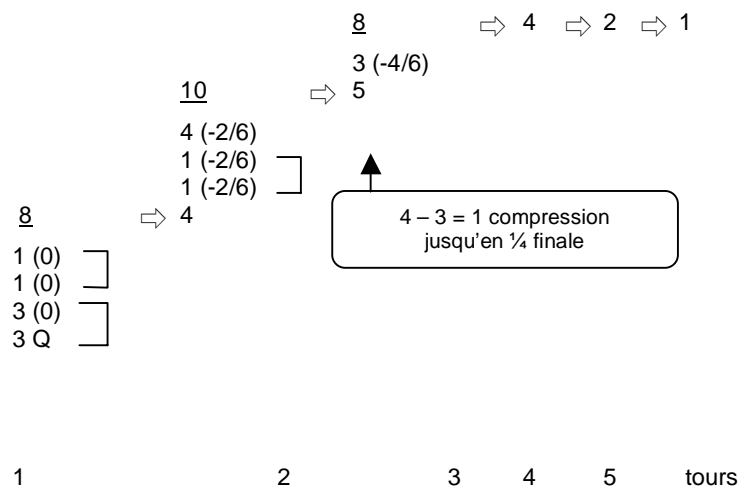 8 ⇨ 4 ⇨ 2 ⇨ 1
3 (-4/6)
10 ⇨ 5
4 (-2/6)
1 (-2/6)
1 (-2/6)
8 ⇨ 4
4 – 3 = 1 compression
jusqu'en ¼ finale
1 (0)
1 (0)
3 (0)
3 Q
1 2 3 4 5 tours